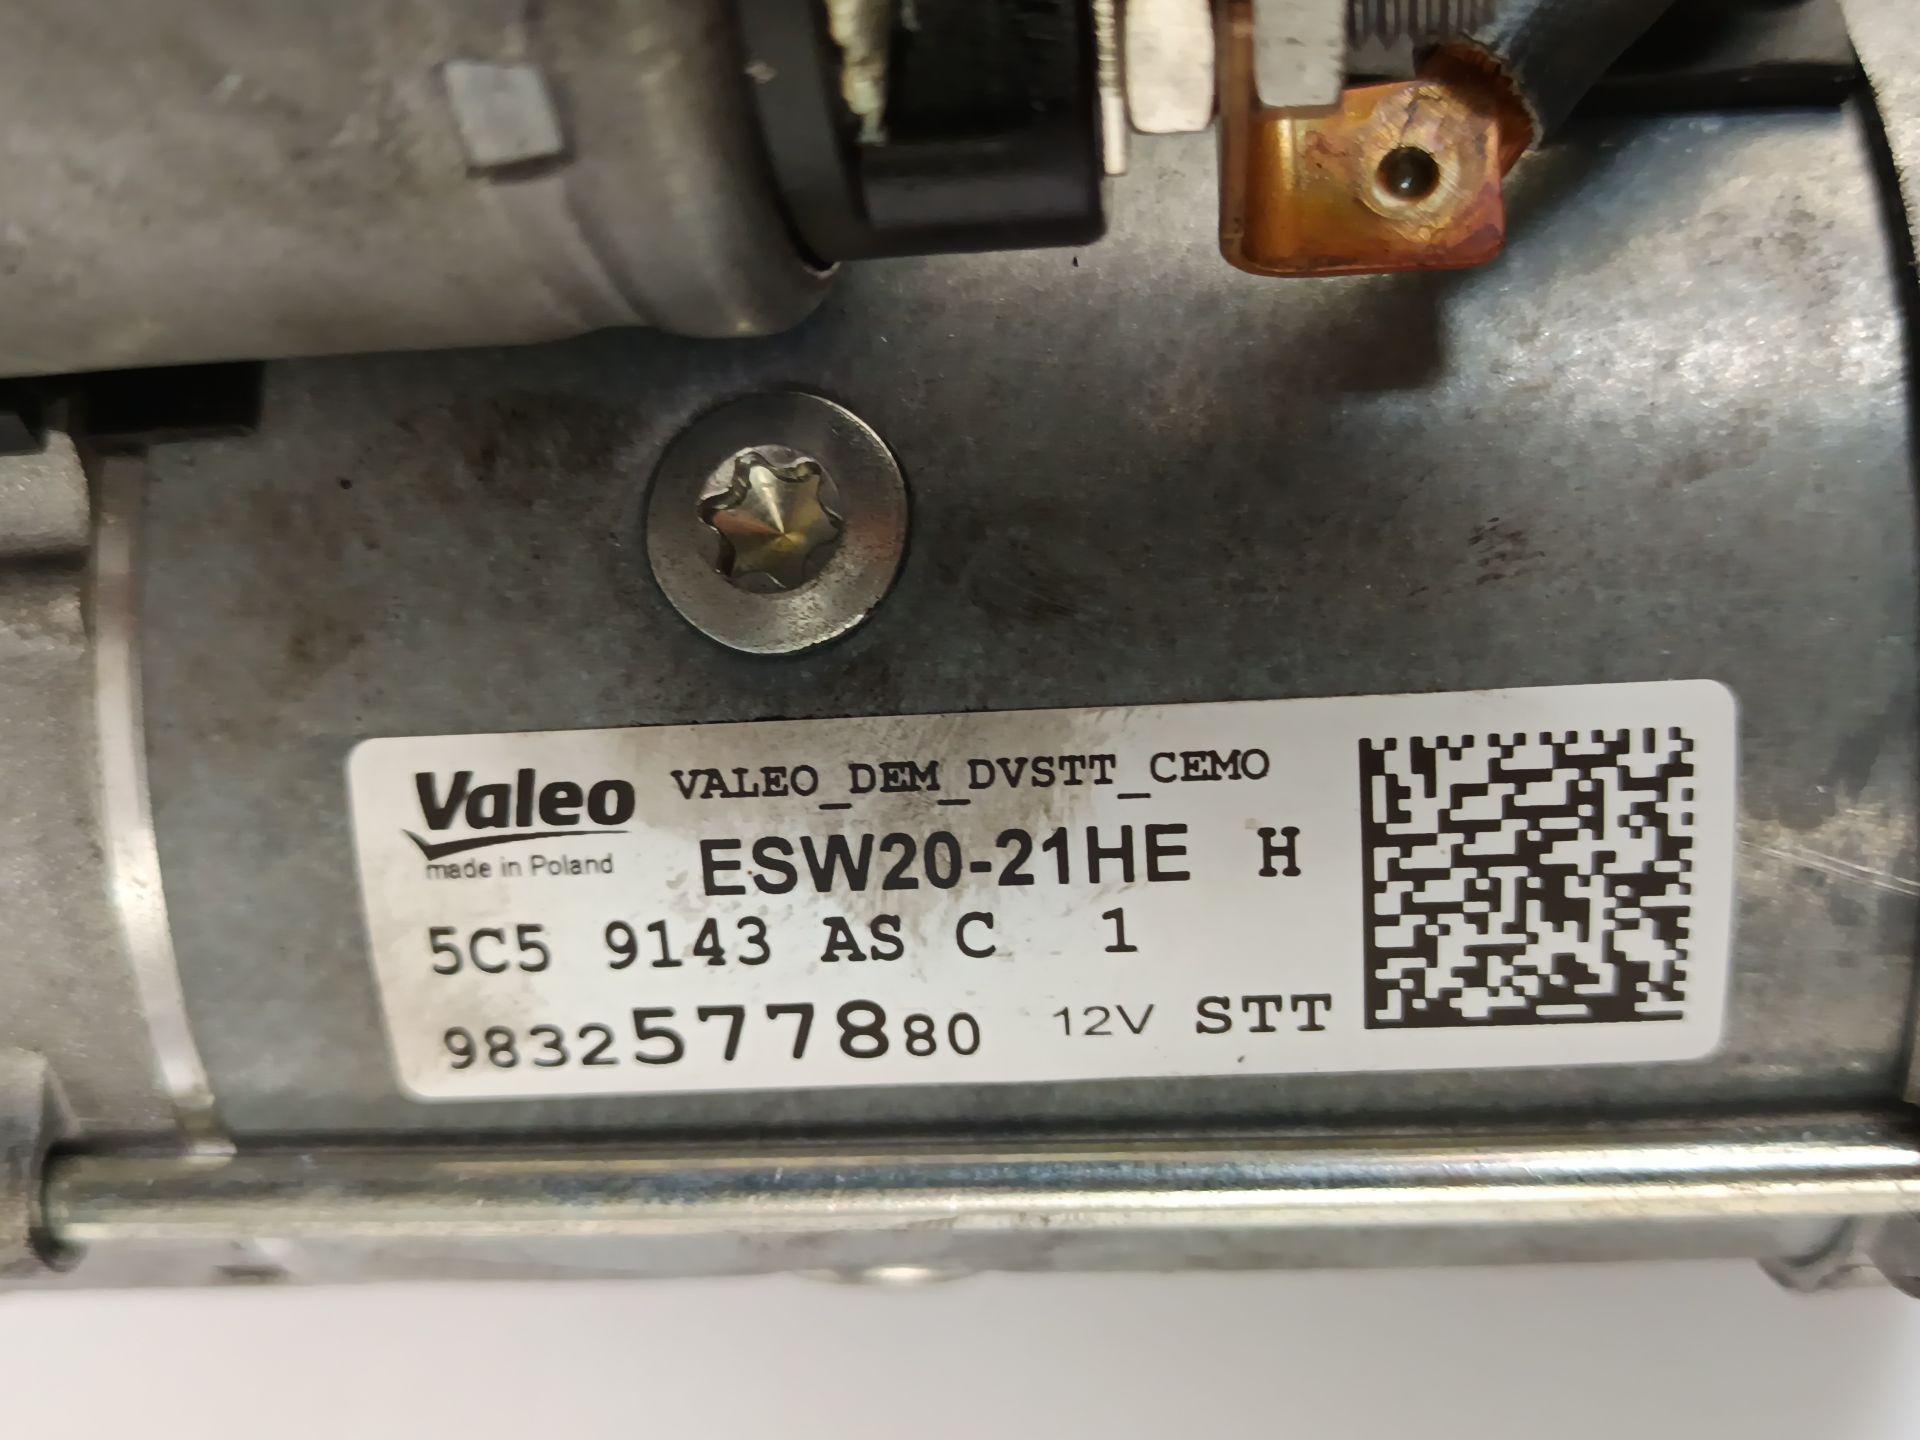 Valeo VALEO_DEM_DVSTT_CEMO
made in Poland ESW20-21HE H
5C5 9143 AS C 1
9832577880 12V STT